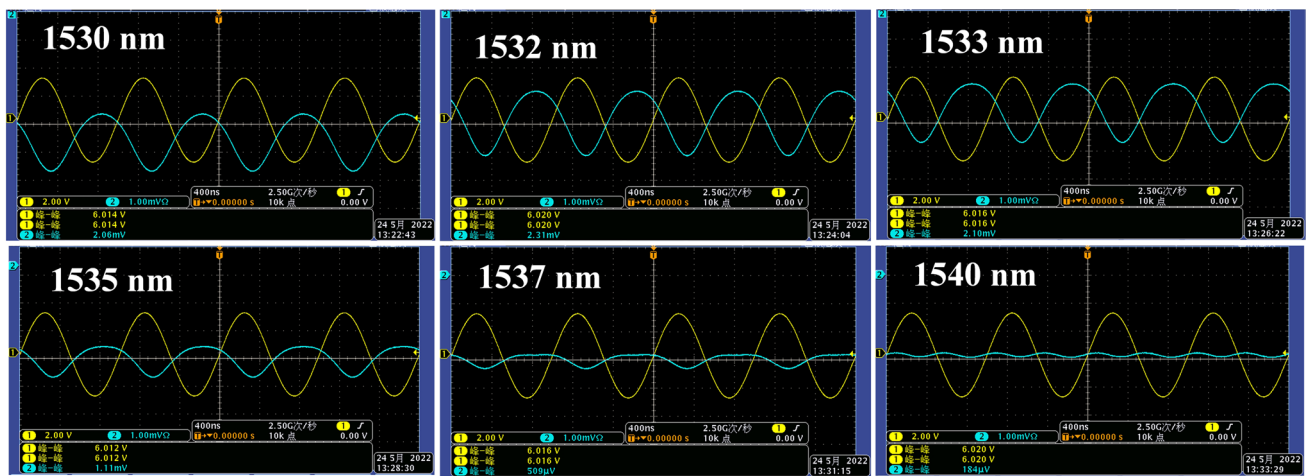 1530 nm
1 2.00 V 2 1.00mVΩ 400ns 2.50G次/秒 1 ∫
T→▼0.00000 s 10k 点 0.00 V
1 峰-峰 6.014 V
1 峰-峰 6.014 V
2 峰-峰 2.06mV
24 5月 2022
13:22:43
1532 nm
1 2.00 V 2 1.00mVΩ 400ns 2.50G次/秒 1 ∫
T→▼0.00000 s 10k 点 0.00 V
1 峰-峰 6.020 V
1 峰-峰 6.020 V
2 峰-峰 2.31mV
24 5月 2022
13:24:04
1533 nm
1 2.00 V 2 1.00mVΩ 400ns 2.50G次/秒 1 ∫
T→▼0.00000 s 10k 点 0.00 V
1 峰-峰 6.016 V
1 峰-峰 6.016 V
2 峰-峰 2.10mV
24 5月 2022
13:26:22
1535 nm
1 2.00 V 2 1.00mVΩ 400ns 2.50G次/秒 1 ∫
T→▼0.00000 s 10k 点 0.00 V
1 峰-峰 6.012 V
1 峰-峰 6.012 V
2 峰-峰 1.11mV
24 5月 2022
13:28:30
1537 nm
1 2.00 V 2 1.00mVΩ 400ns 2.50G次/秒 1 ∫
T→▼0.00000 s 10k 点 0.00 V
1 峰-峰 6.016 V
1 峰-峰 6.016 V
2 峰-峰 509µV
24 5月 2022
13:31:15
1540 nm
1 2.00 V 2 1.00mVΩ 400ns 2.50G次/秒 1 ∫
T→▼0.00000 s 10k 点 0.00 V
1 峰-峰 6.020 V
1 峰-峰 6.020 V
2 峰-峰 184µV
24 5月 2022
13:33:29